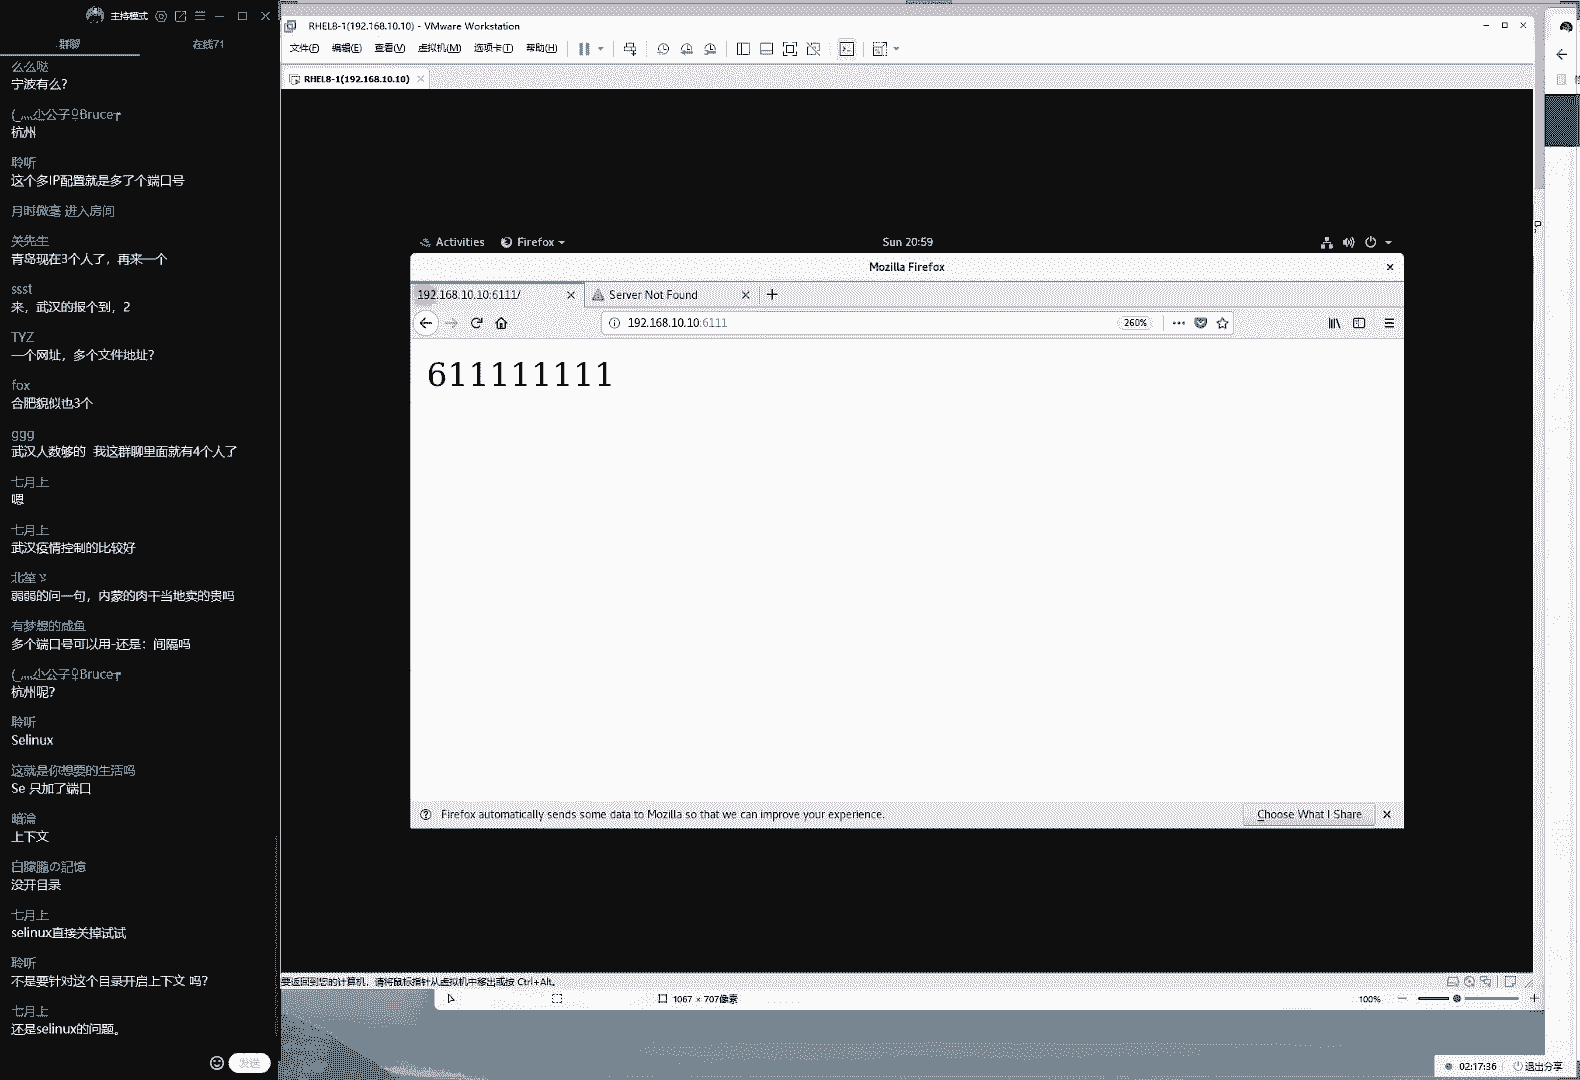 主持模式
群聊
在线71
么么哒
宁波有么?
杭州
聆听
这个多IP配置就是多了个端口号
月时微毫 进入房间
关先生
青岛现在3个人了，再来一个
ssst
来，武汉的报个到，2
TYZ
一个网址，多个文件地址?
fox
合肥貌似也3个
ggg
武汉人数够的  我这群聊里面就有4个人了
七月上
嗯
七月上
武汉疫情控制的比较好
弱弱的问一句，内蒙的肉干当地卖的贵吗
有梦想的咸鱼
多个端口号可以用-还是：间隔吗
杭州呢?
聆听
Selinux
这就是你想要的生活吗
Se 只加了端口
上下文
白朦朧の記憶
没开目录
七月上
selinux直接关掉试试
聆听
不是要针对这个目录开启上下文 吗?
七月上
还是selinux的问题。
发送
RHEL8-1(192.168.10.10) - VMware Workstation
文件(F) 编辑(E) 查看(V) 虚拟机(M) 选项卡(T) 帮助(H)
RHEL8-1(192.168.10.10)
Activities Firefox Sun 20:59
Mozilla Firefox
192.168.10.10:6111/ Server Not Found
192.168.10.10:6111 260%
611111111
Firefox automatically sends some data to Mozilla so that we can improve your experience. Choose What I Share
要返回到您的计算机，请将鼠标指针从虚拟机中移出或按 Ctrl+Alt。
1067 × 707像素 100%
02:17:36 退出分享